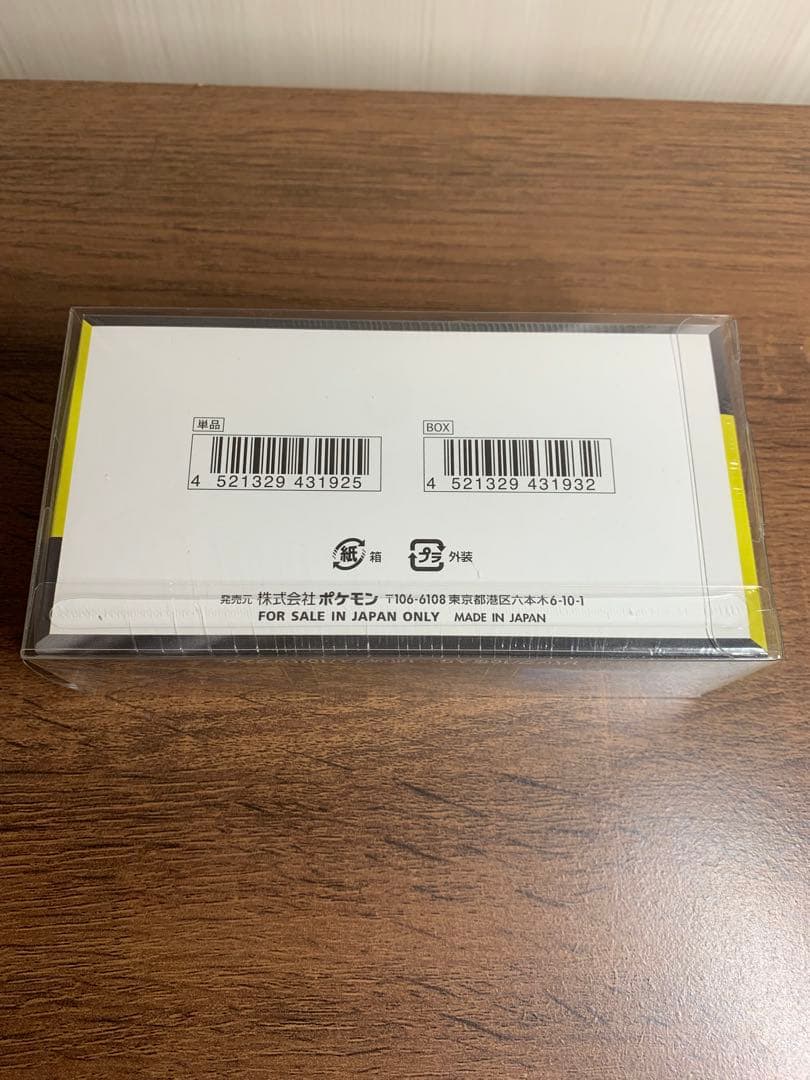 単品
BOX
4 521329 431925
4 521329 431932
紙 箱
プラ 外装
発売元 株式会社 ポケモン 〒106-6108 東京都港区六本木6-10-1
FOR SALE IN JAPAN ONLY MADE IN JAPAN